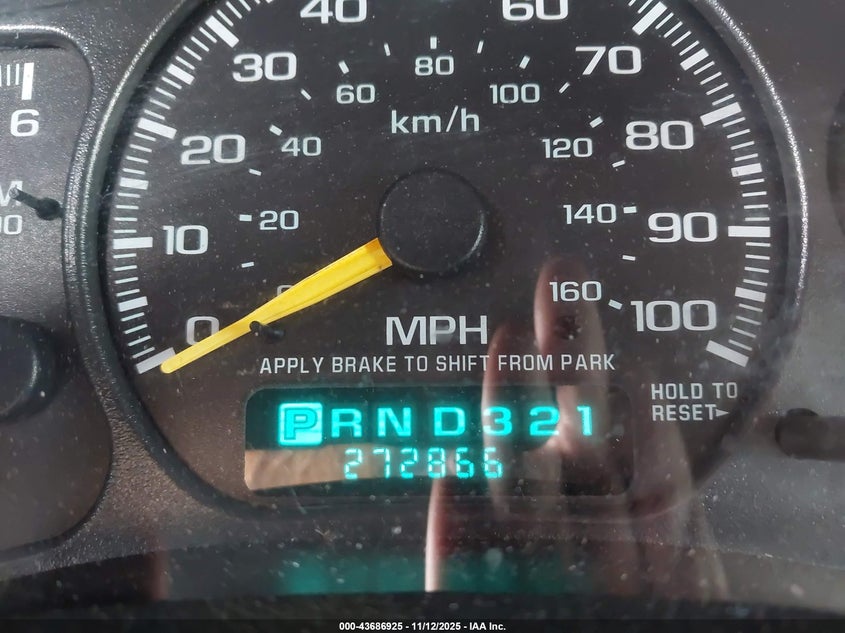 40 60
30 70
80
60 100
6
km/h
20 40 120 80
20 140
10 90
160
0 100
MPH
APPLY BRAKE TO SHIFT FROM PARK
HOLD TO
RESET
PRND321
272866
000-43686925 - 11/12/2025 - IAA Inc.